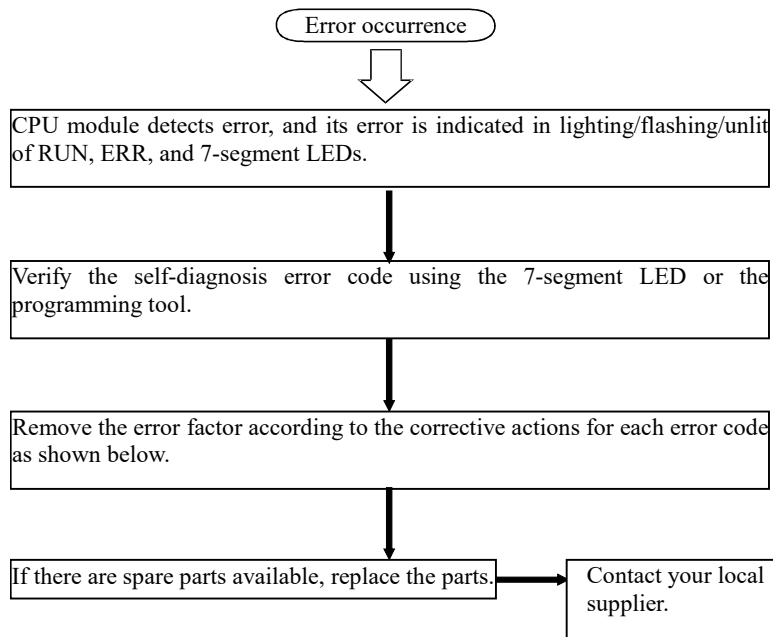 Error occurrence
CPU module detects error, and its error is indicated in lighting/flashing/unlit
of RUN, ERR, and 7-segment LEDs.
Verify the self-diagnosis error code using the 7-segment LED or the
programming tool.
Remove the error factor according to the corrective actions for each error code
as shown below.
If there are spare parts available, replace the parts.
Contact your local
supplier.